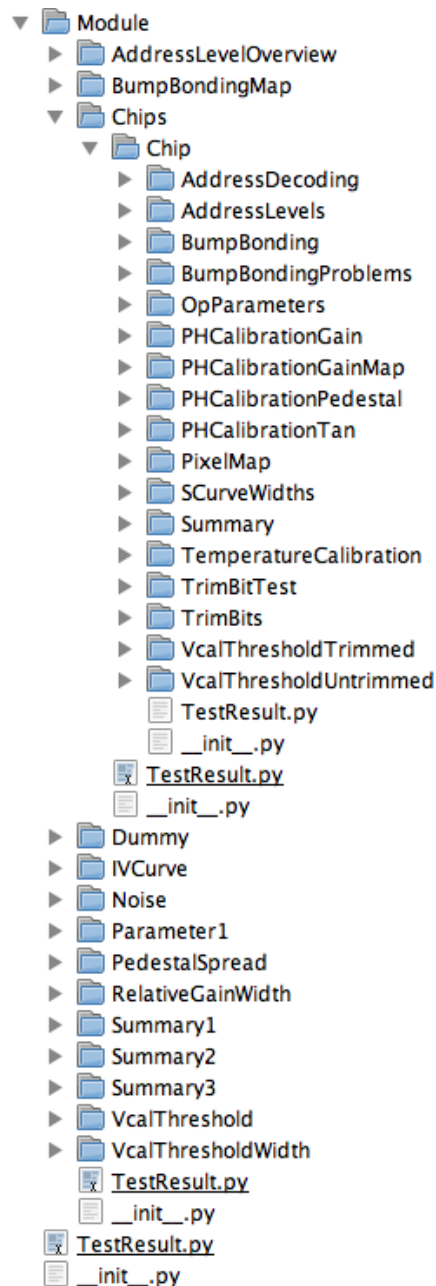 Module
AddressLevelOverview
BumpBondingMap
Chips
Chip
AddressDecoding
AddressLevels
BumpBonding
BumpBondingProblems
OpParameters
PHCalibrationGain
PHCalibrationGainMap
PHCalibrationPedestal
PHCalibrationTan
PixelMap
SCurveWidths
Summary
TemperatureCalibration
TrimBitTest
TrimBits
VcalThresholdTrimmed
VcalThresholdUntrimmed
TestResult.py
__init__.py
TestResult.py
__init__.py
Dummy
IVCurve
Noise
Parameter1
PedestalSpread
RelativeGainWidth
Summary1
Summary2
Summary3
VcalThreshold
VcalThresholdWidth
TestResult.py
__init__.py
TestResult.py
__init__.py